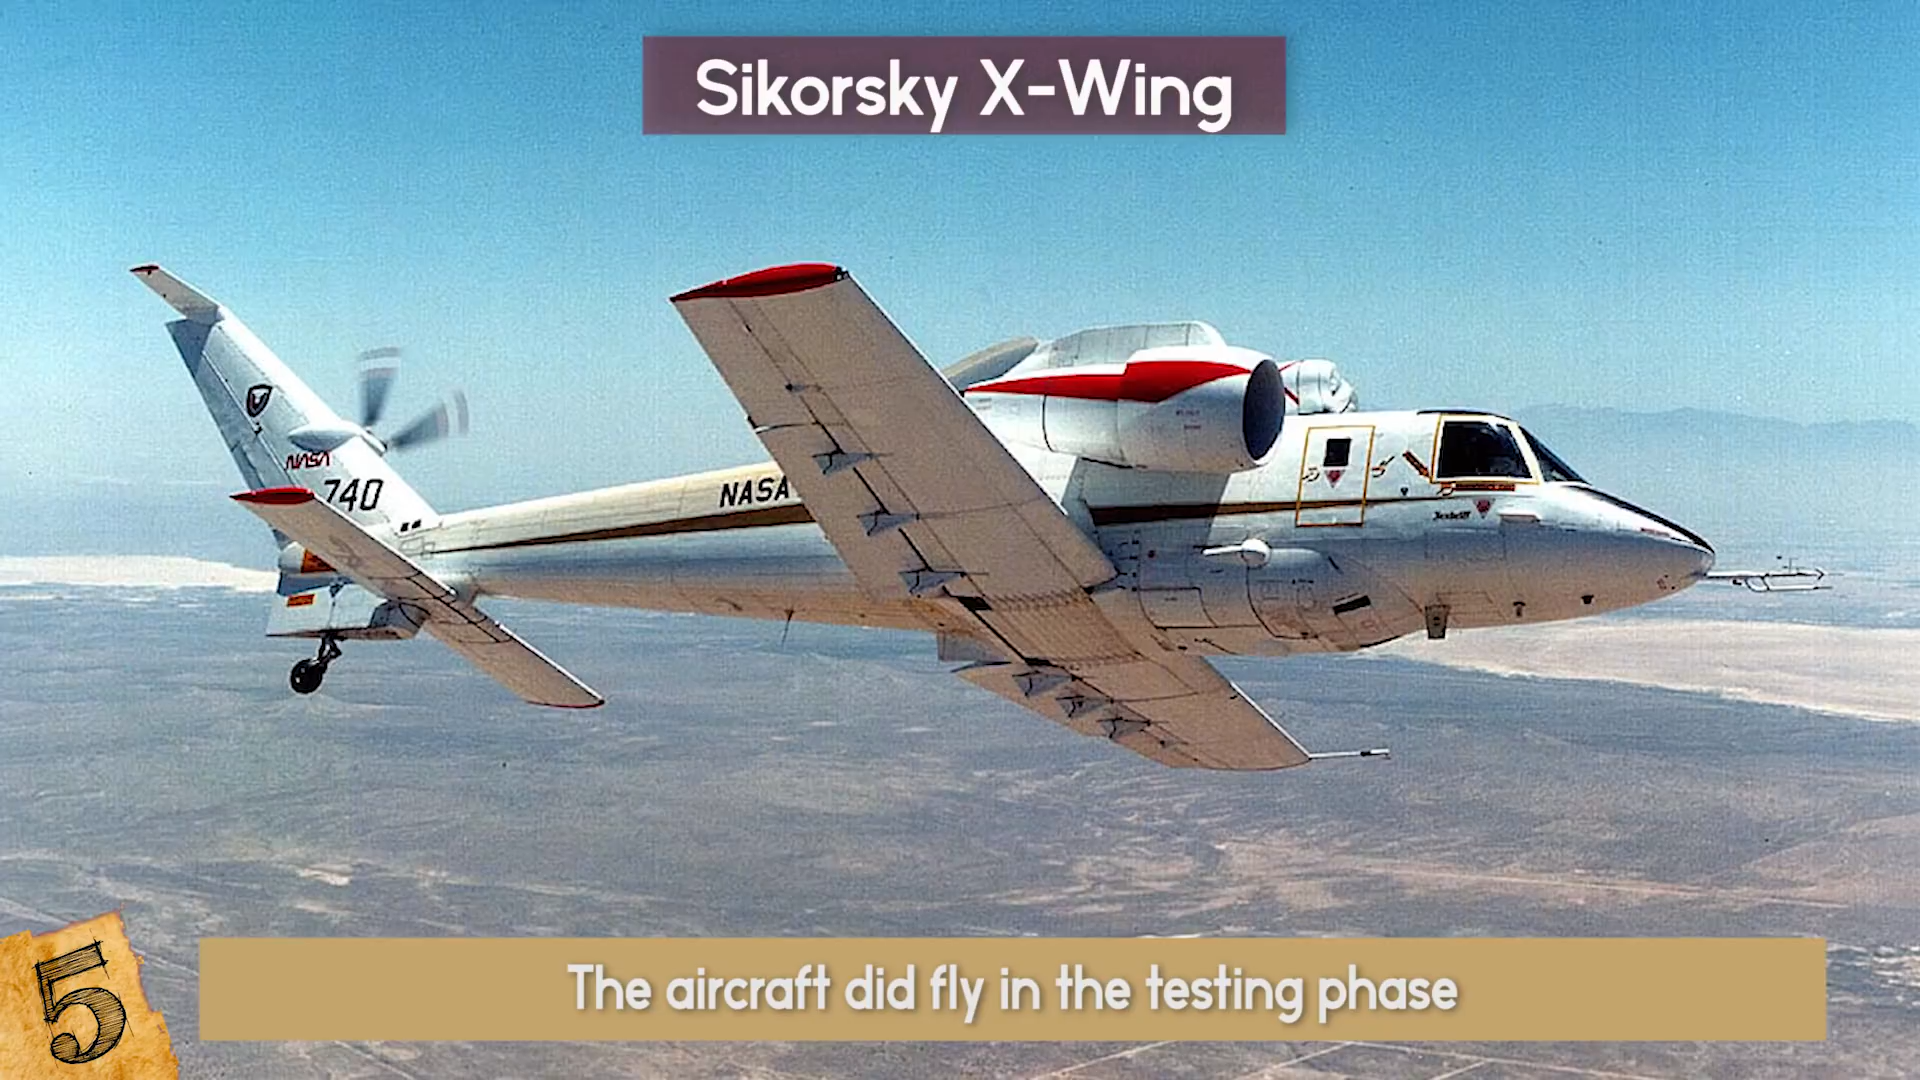 Sikorsky X-Wing
NASA
740
NASA
The aircraft did fly in the testing phase
5